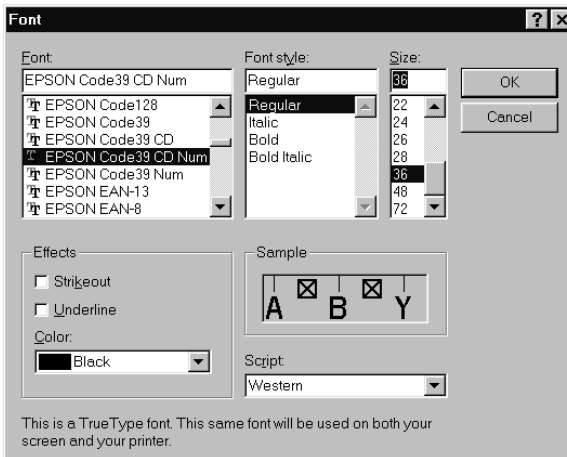 Font
Font: Font style: Size:
EPSON Code39 CD Num Regular 36
EPSON Code128
EPSON Code39
EPSON Code39 CD
EPSON Code39 CD Num
EPSON Code39 Num
EPSON EAN-13
EPSON EAN-8
Regular
Italic
Bold
Bold Italic
22
24
26
28
36
48
72
OK
Cancel
Effects
Strikeout
Underline
Color:
Black
Sample
A B Y
Script:
Western
This is a TrueType font. This same font will be used on both your
screen and your printer.